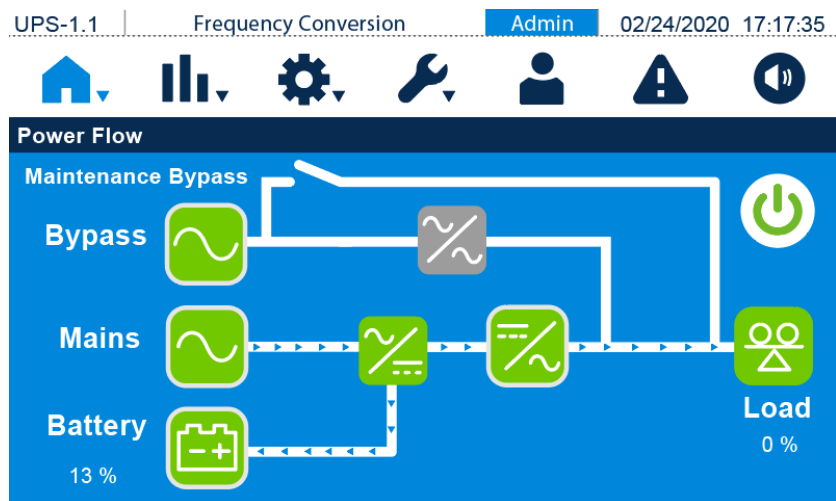 UPS-1.1 Frequency Conversion Admin 02/24/2020 17:17:35
Power Flow
Maintenance Bypass
Bypass
Mains
Battery
13 %
Load
0 %